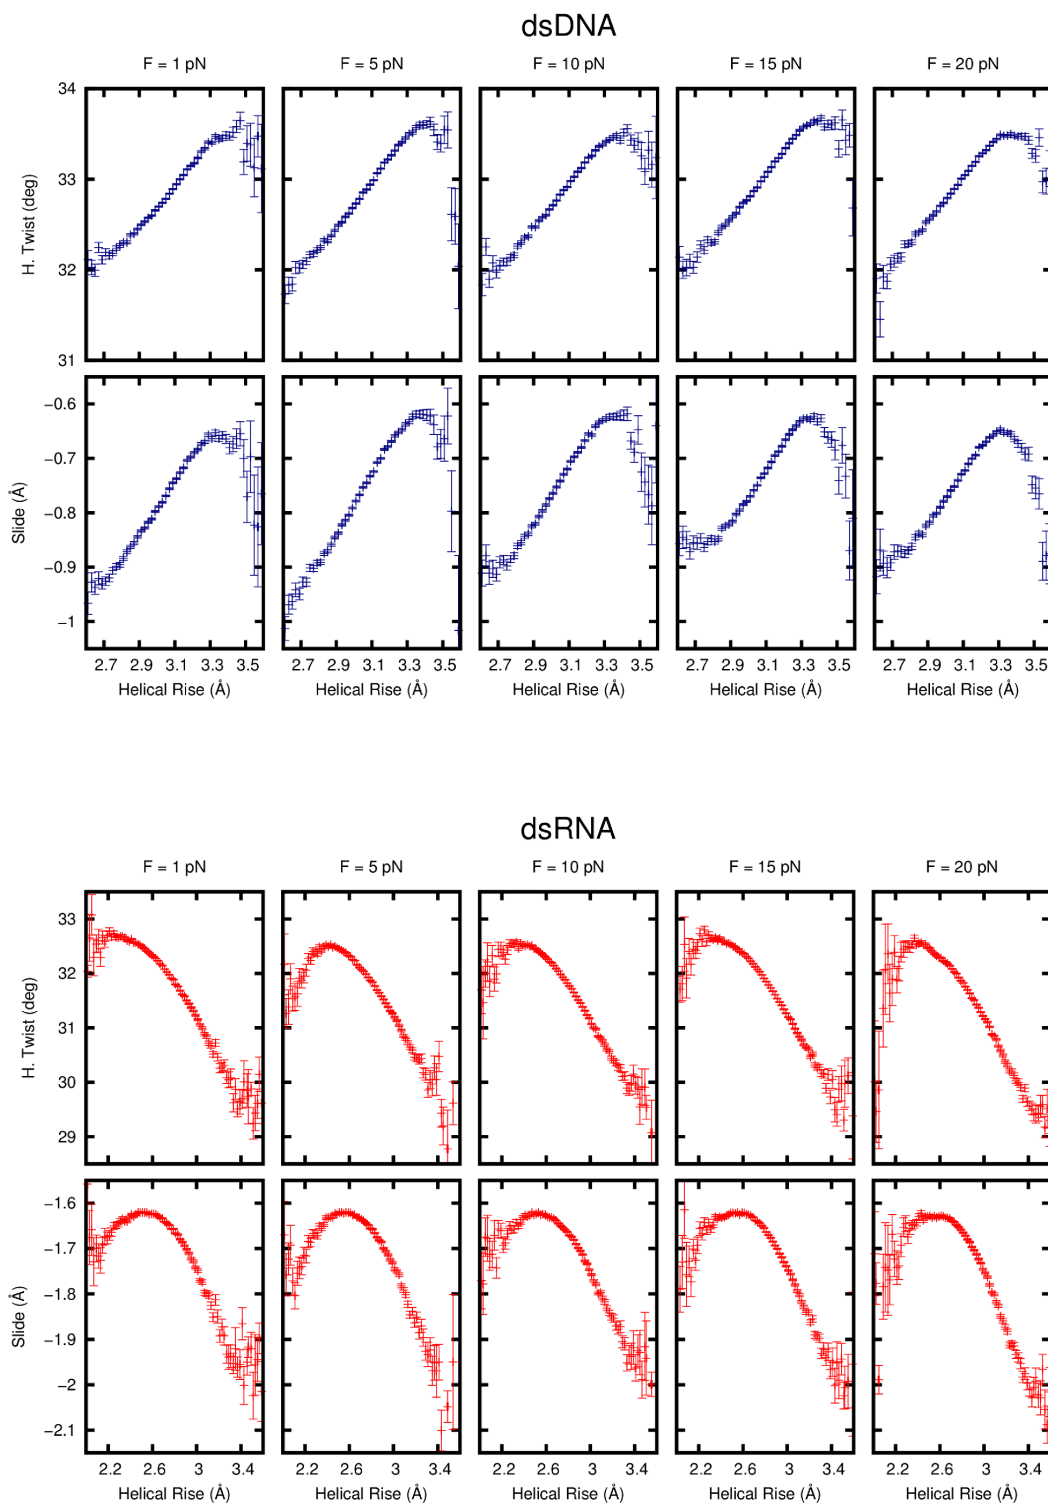 dsDNA
F = 1 pN F = 5 pN F = 10 pN F = 15 pN F = 20 pN
34
33
32
31
H. Twist (deg)
−0.6
−0.7
−0.8
−0.9
−1
Slide (Å)
2.7 2.9 3.1 3.3 3.5 2.7 2.9 3.1 3.3 3.5 2.7 2.9 3.1 3.3 3.5 2.7 2.9 3.1 3.3 3.5 2.7 2.9 3.1 3.3 3.5
Helical Rise (Å) Helical Rise (Å) Helical Rise (Å) Helical Rise (Å) Helical Rise (Å)
dsRNA
F = 1 pN F = 5 pN F = 10 pN F = 15 pN F = 20 pN
33
32
31
30
29
H. Twist (deg)
−1.6
−1.7
−1.8
−1.9
−2
−2.1
Slide (Å)
2.2 2.6 3 3.4 2.2 2.6 3 3.4 2.2 2.6 3 3.4 2.2 2.6 3 3.4 2.2 2.6 3 3.4
Helical Rise (Å) Helical Rise (Å) Helical Rise (Å) Helical Rise (Å) Helical Rise (Å)